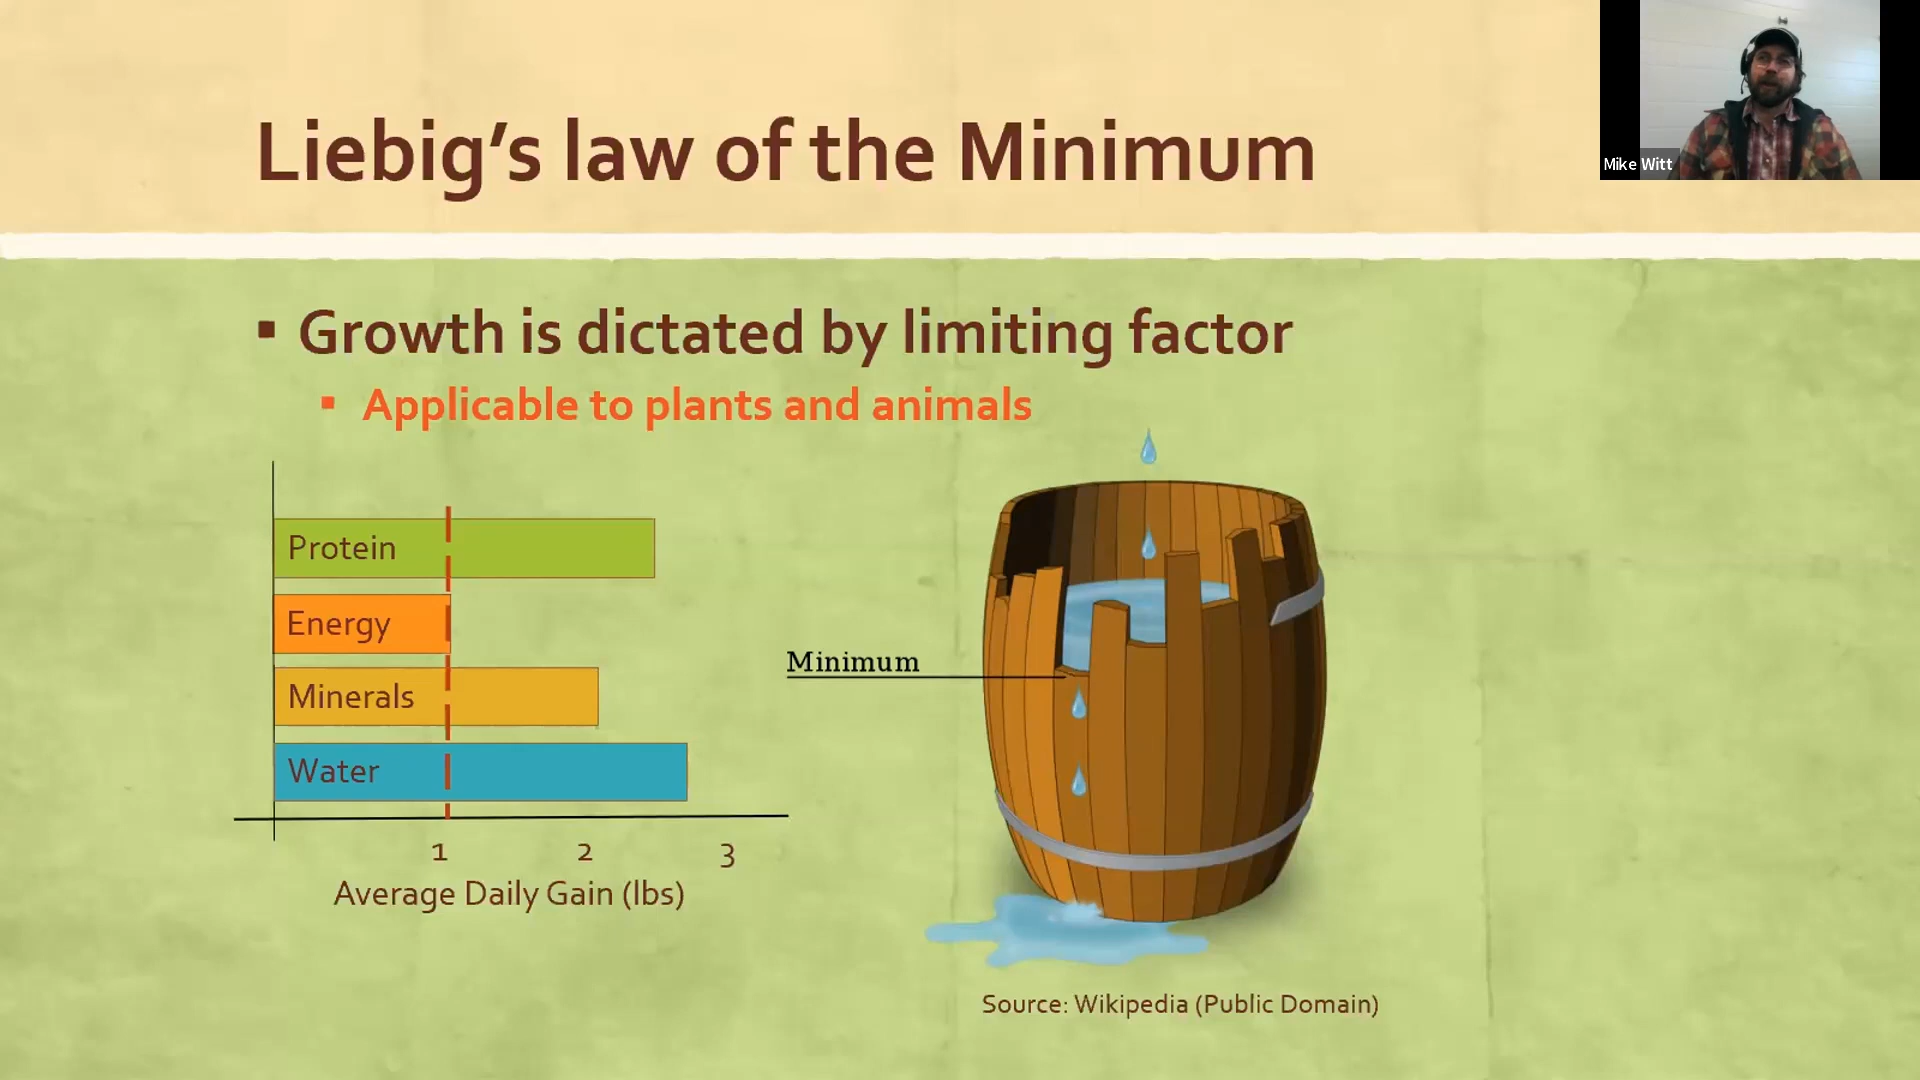 Liebig’s law of the Minimum
Mike Witt
▪ Growth is dictated by limiting factor
▪ Applicable to plants and animals
Protein
Energy
Minerals
Water
1 2 3
Average Daily Gain (lbs)
Minimum
Source: Wikipedia (Public Domain)